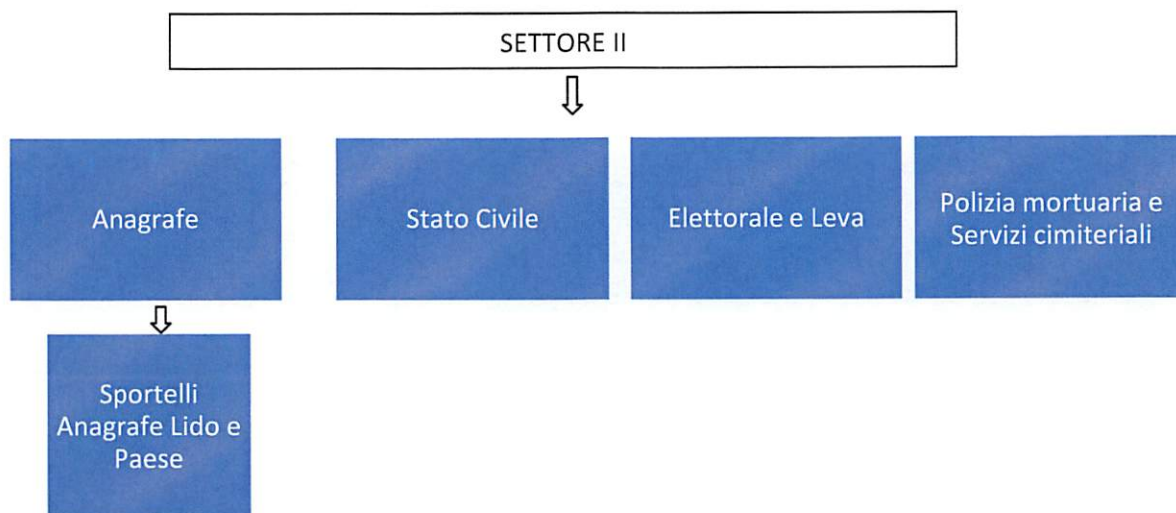 SETTORE II
Anagrafe
Stato Civile
Elettorale e Leva
Polizia mortuaria e
Servizi cimiteriali
Sportelli
Anagrafe Lido e
Paese